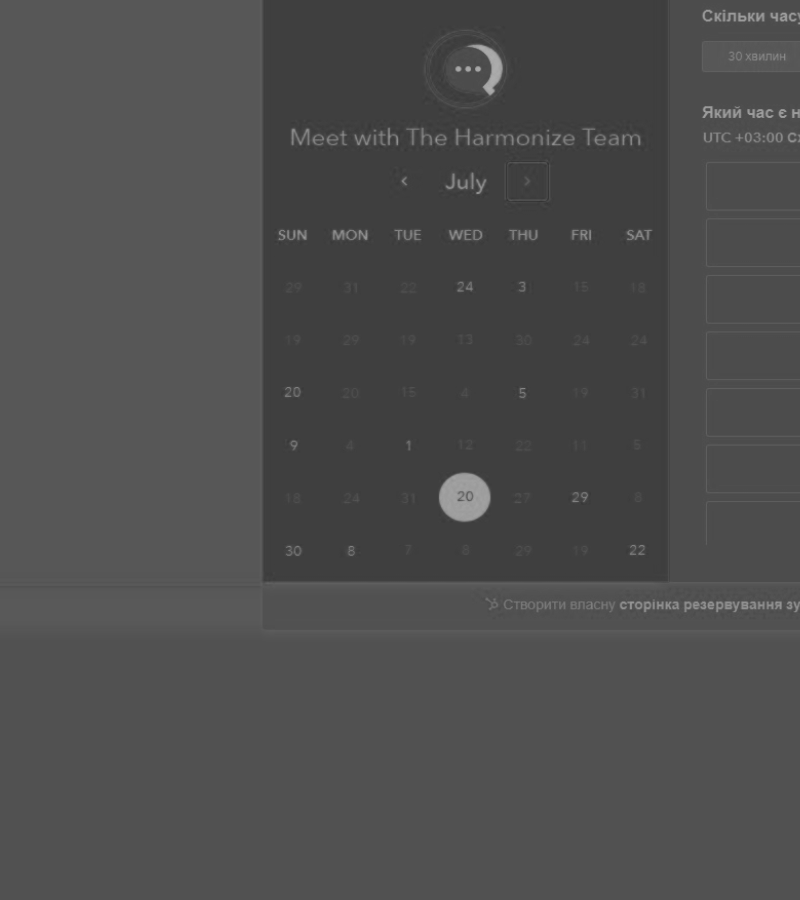 Скільки часу
30 хвилин
Meet with The Harmonize Team
Який час є н
UTC +03:00
July
SUN MON TUE WED THU FRI SAT
29 31 22 24 3 15 18
19 29 19 13 30 24 24
20 20 15 4 5 19 31
9 4 1 12 22 11 5
18 24 31 20 27 29 8
30 8 7 8 29 19 22
Створити власну сторінка резервування зу